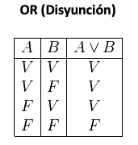 OR (Disyunción)
A B A ∨ B
V V V
V F V
F V V
F F F